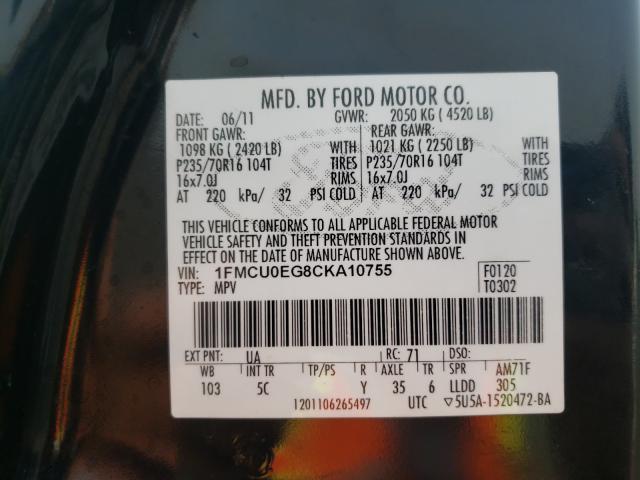 MFD. BY FORD MOTOR CO.
DATE: 06/11 GVWR: 2050 KG ( 4520 LB)
FRONT GAWR: REAR GAWR:
1098 KG ( 2420 LB) WITH 1021 KG ( 2250 LB) WITH
P235/70R16 104T TIRES P235/70R16 104T TIRES
16x7.0J RIMS 16x7.0J RIMS
AT 220 kPa/ 32 PSI COLD AT 220 kPa/ 32 PSI COLD
THIS VEHICLE CONFORMS TO ALL APPLICABLE FEDERAL MOTOR
VEHICLE SAFETY AND THEFT PREVENTION STANDARDS IN
EFFECT ON THE DATE OF MANUFACTURE SHOWN ABOVE.
VIN: 1FMCU0EG8CKA10755 F0120
TYPE: MPV T0302
EXT PNT: UA RC: 71 DSO:
WB INT TR TP/PS R AXLE TR SPR AM71F
103 5C Y 35 6 LLDD 305
1201106265497 UTC ▽5U5A-1520472-BA